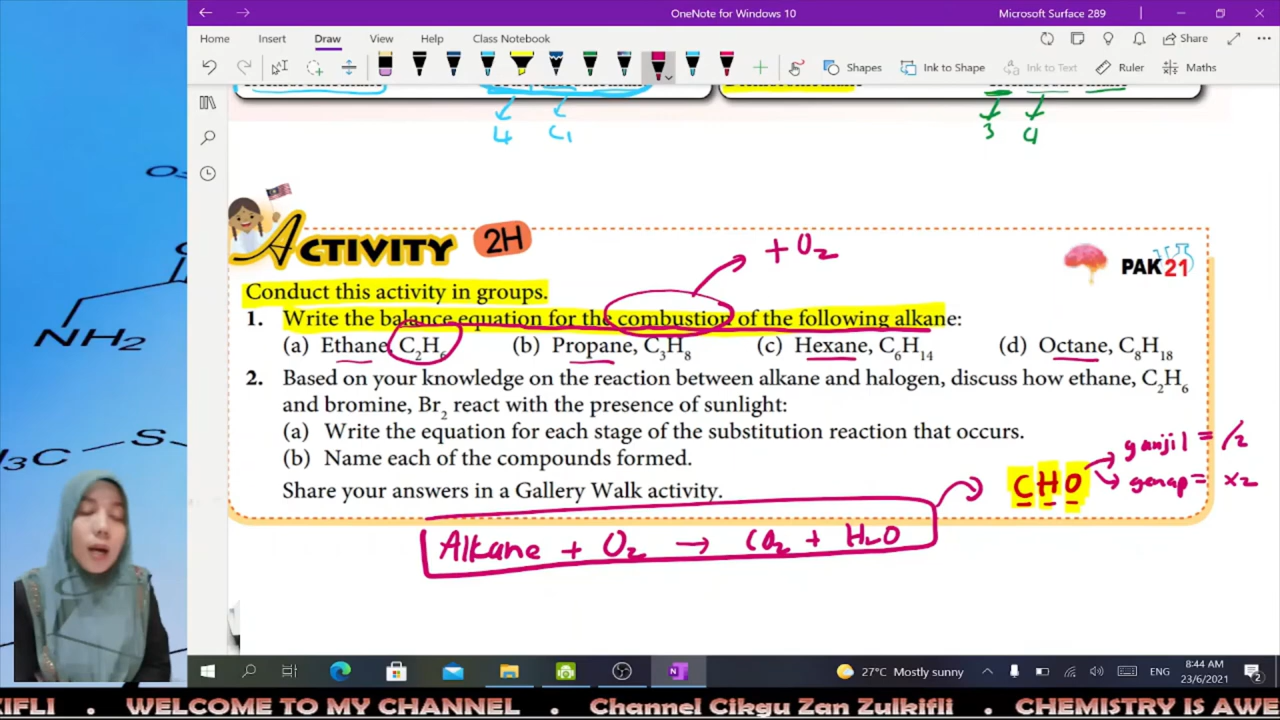 OneNote for Windows 10
Microsoft Surface 289
Home Insert Draw View Help Class Notebook
Share
Shapes Ink to Shape Ink to Text Ruler Maths
4 C1
3 4
O
NH2
H3C S
ACTIVITY 2H
+ O2
PAK 21
Conduct this activity in groups.
1. Write the balance equation for the combustion of the following alkane:
(a) Ethane, C2H6 (b) Propane, C3H8 (c) Hexane, C6H14 (d) Octane, C8H18
2. Based on your knowledge on the reaction between alkane and halogen, discuss how ethane, C2H6
and bromine, Br2 react with the presence of sunlight:
(a) Write the equation for each stage of the substitution reaction that occurs.
(b) Name each of the compounds formed.
Share your answers in a Gallery Walk activity.
C H O
ganjil = /2
genap = x2
Alkane + O2 → CO2 + H2O
27°C Mostly sunny
ENG
8:44 AM
23/6/2021
KIFLI . WELCOME TO MY CHANNEL . Channel Cikgu Zan Zulkifli . CHEMISTRY IS AWE